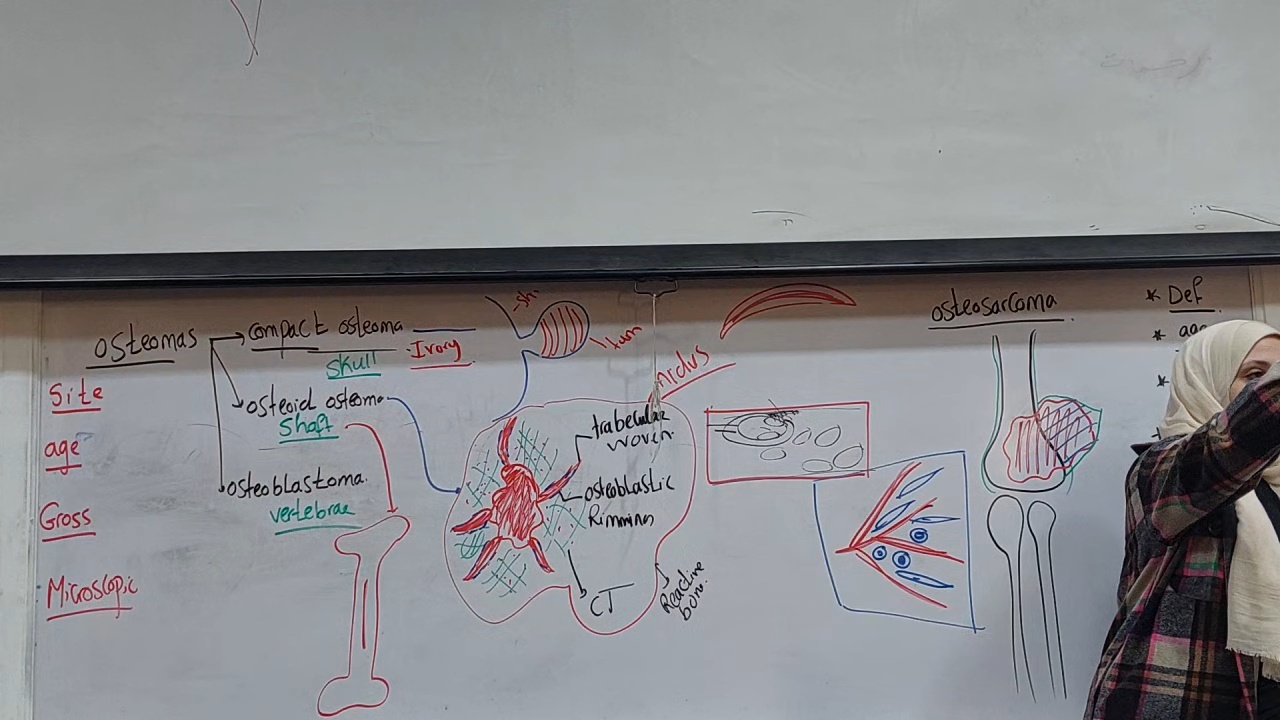 osteomas
compact osteoma
skull
Ivory
osteoid osteoma
shaft
osteoblastoma.
vertebrae
Site
age
Gross
Microscopic
nidus
trabecular
woven
osteoblastic
Rimming
CT
Reactive
bone.
osteosarcoma
* Def
*
*